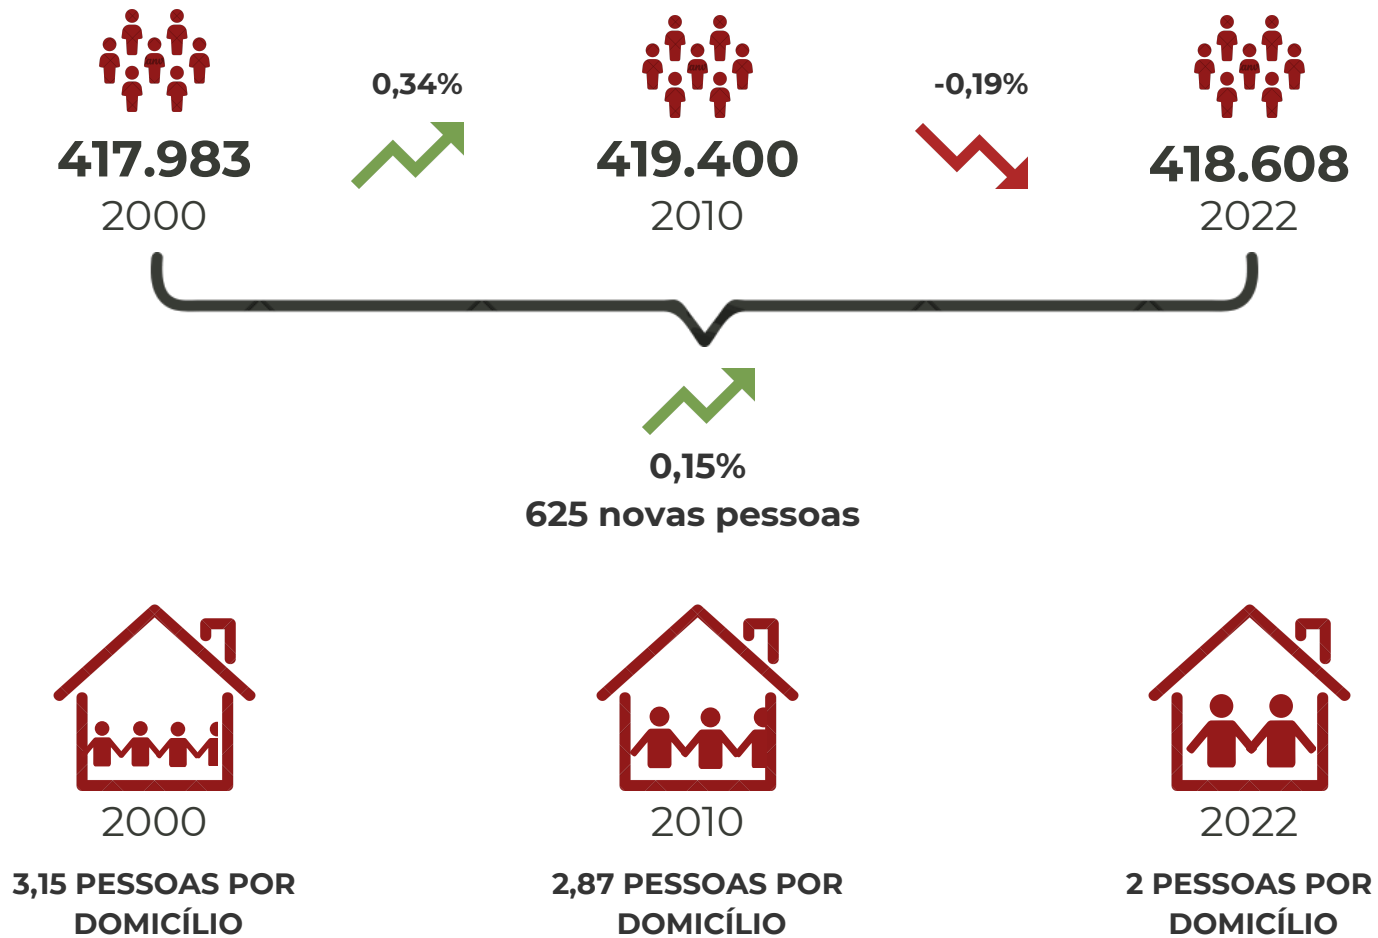 0,34%
-0,19%
417.983
419.400
418.608
2000
2010
2022
0,15%
625 novas pessoas
2000
2010
2022
3,15 PESSOAS POR
DOMICÍLIO
2,87 PESSOAS POR
DOMICÍLIO
2 PESSOAS POR
DOMICÍLIO